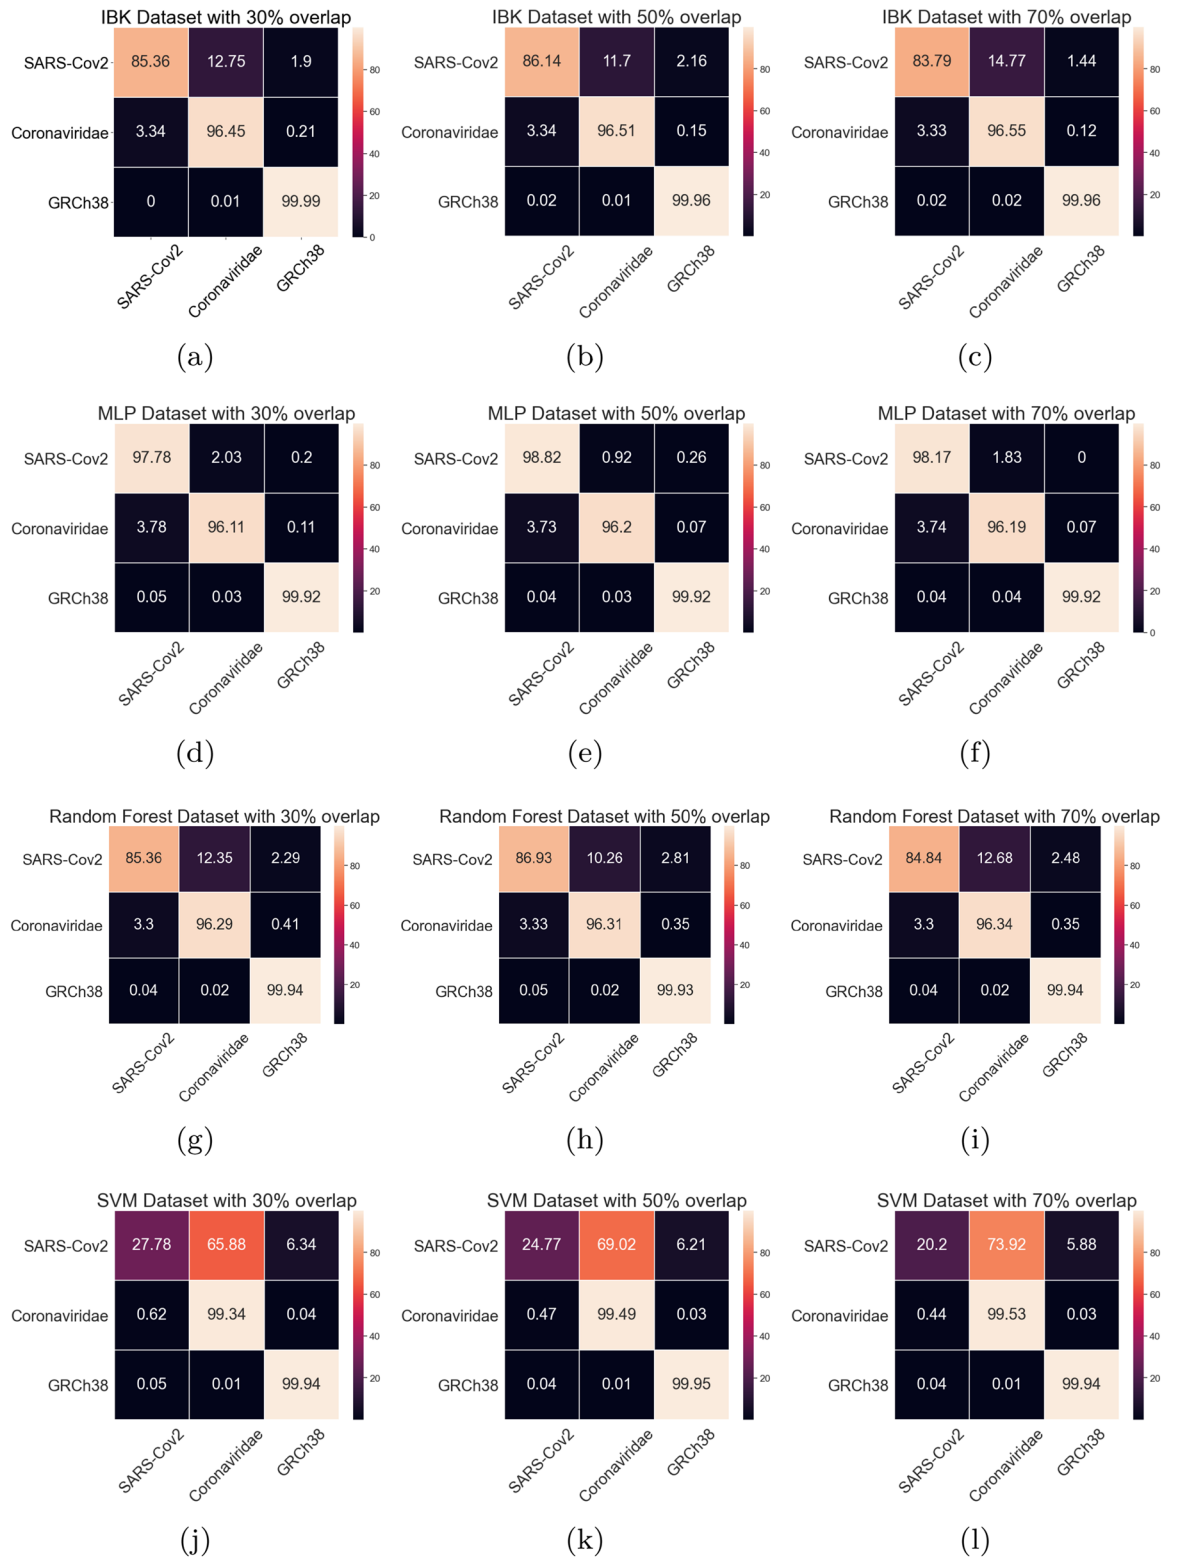 IBK Dataset with 30% overlap
SARS-Cov2 85.36 12.75 1.9
Coronaviridae 3.34 96.45 0.21
GRCh38 0 0.01 99.99
80
60
40
20
0
SARS-Cov2 Coronaviridae GRCh38
(a)
IBK Dataset with 50% overlap
SARS-Cov2 86.14 11.7 2.16
Coronaviridae 3.34 96.51 0.15
GRCh38 0.02 0.01 99.96
80
60
40
20
SARS-Cov2 Coronaviridae GRCh38
(b)
IBK Dataset with 70% overlap
SARS-Cov2 83.79 14.77 1.44
Coronaviridae 3.33 96.55 0.12
GRCh38 0.02 0.02 99.96
80
60
40
20
SARS-Cov2 Coronaviridae GRCh38
(c)
MLP Dataset with 30% overlap
SARS-Cov2 97.78 2.03 0.2
Coronaviridae 3.78 96.11 0.11
GRCh38 0.05 0.03 99.92
80
60
40
20
SARS-Cov2 Coronaviridae GRCh38
(d)
MLP Dataset with 50% overlap
SARS-Cov2 98.82 0.92 0.26
Coronaviridae 3.73 96.2 0.07
GRCh38 0.04 0.03 99.92
80
60
40
20
SARS-Cov2 Coronaviridae GRCh38
(e)
MLP Dataset with 70% overlap
SARS-Cov2 98.17 1.83 0
Coronaviridae 3.74 96.19 0.07
GRCh38 0.04 0.04 99.92
80
60
40
20
0
SARS-Cov2 Coronaviridae GRCh38
(f)
Random Forest Dataset with 30% overlap
SARS-Cov2 85.36 12.35 2.29
Coronaviridae 3.3 96.29 0.41
GRCh38 0.04 0.02 99.94
80
60
40
20
SARS-Cov2 Coronaviridae GRCh38
(g)
Random Forest Dataset with 50% overlap
SARS-Cov2 86.93 10.26 2.81
Coronaviridae 3.33 96.31 0.35
GRCh38 0.05 0.02 99.93
80
60
40
20
SARS-Cov2 Coronaviridae GRCh38
(h)
Random Forest Dataset with 70% overlap
SARS-Cov2 84.84 12.68 2.48
Coronaviridae 3.3 96.34 0.35
GRCh38 0.04 0.02 99.94
80
60
40
20
SARS-Cov2 Coronaviridae GRCh38
(i)
SVM Dataset with 30% overlap
SARS-Cov2 27.78 65.88 6.34
Coronaviridae 0.62 99.34 0.04
GRCh38 0.05 0.01 99.94
80
60
40
20
SARS-Cov2 Coronaviridae GRCh38
(j)
SVM Dataset with 50% overlap
SARS-Cov2 24.77 69.02 6.21
Coronaviridae 0.47 99.49 0.03
GRCh38 0.04 0.01 99.95
80
60
40
20
SARS-Cov2 Coronaviridae GRCh38
(k)
SVM Dataset with 70% overlap
SARS-Cov2 20.2 73.92 5.88
Coronaviridae 0.44 99.53 0.03
GRCh38 0.04 0.01 99.94
80
60
40
20
SARS-Cov2 Coronaviridae GRCh38
(l)